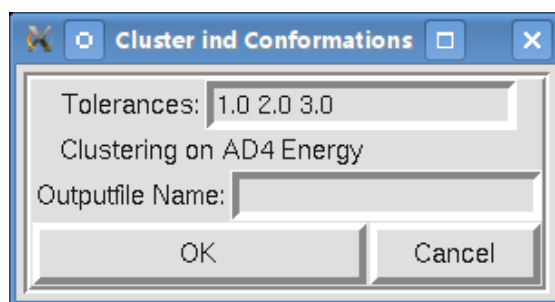 Cluster ind Conformations
Tolerances: 1.0 2.0 3.0
Clustering on AD4 Energy
Outputfile Name:
OK Cancel